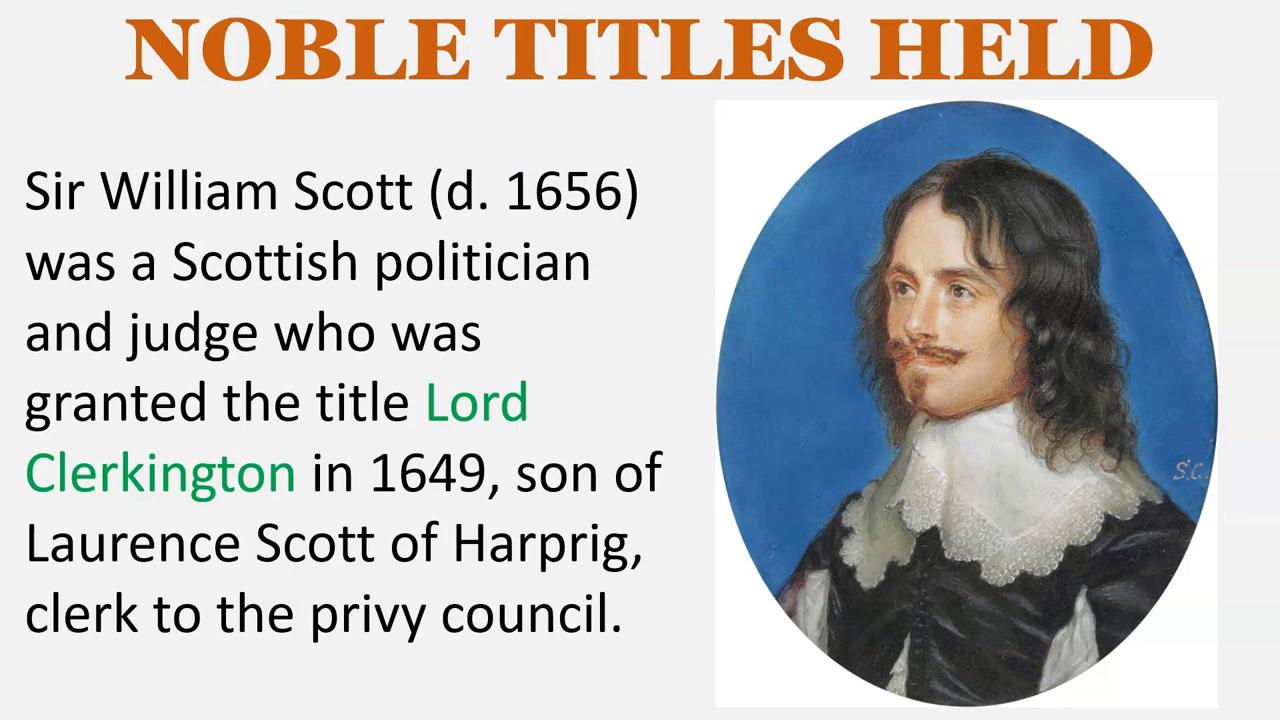 NOBLE TITLES HELD
Sir William Scott (d. 1656)
was a Scottish politician
and judge who was
granted the title Lord
Clerkington in 1649, son of
Laurence Scott of Harprig,
clerk to the privy council.
S.C.